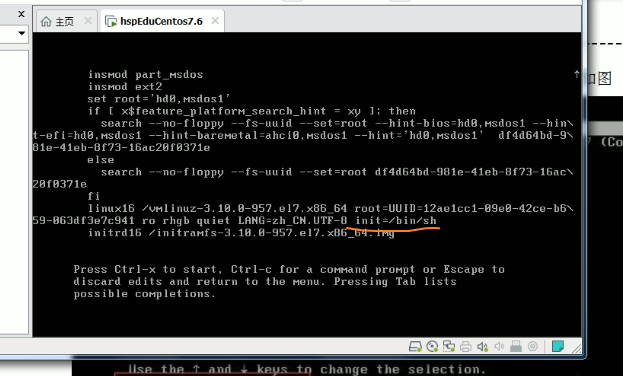 x
主页
hspEduCentos7.6
insmod part_msdos
insmod ext2
set root='hd0,msdos1'
if [ x$feature_platform_search_hint = xy ]; then
search --no-floppy --fs-uuid --set=root --hint-bios=hd0,msdos1 --hin\
t-efi=hd0,msdos1 --hint-baremetal=ahci0,msdos1 --hint='hd0,msdos1'  df4d64bd-9\
81e-41eb-8f73-16ac20f0371e
else
search --no-floppy --fs-uuid --set=root df4d64bd-981e-41eb-8f73-16ac\
20f0371e
fi
linux16 /vmlinuz-3.10.0-957.el7.x86_64 root=UUID=12ae1cc1-09e0-42ce-b6\
59-063df3e7c941 ro rhgb quiet LANG=zh_CN.UTF-8 init=/bin/sh
initrd16 /initramfs-3.10.0-957.el7.x86_64.img
Press Ctrl-x to start, Ctrl-c for a command prompt or Escape to
discard edits and return to the menu. Pressing Tab lists
possible completions.
如图
(Co
Use the ↑ and ↓ keys to change the selection.